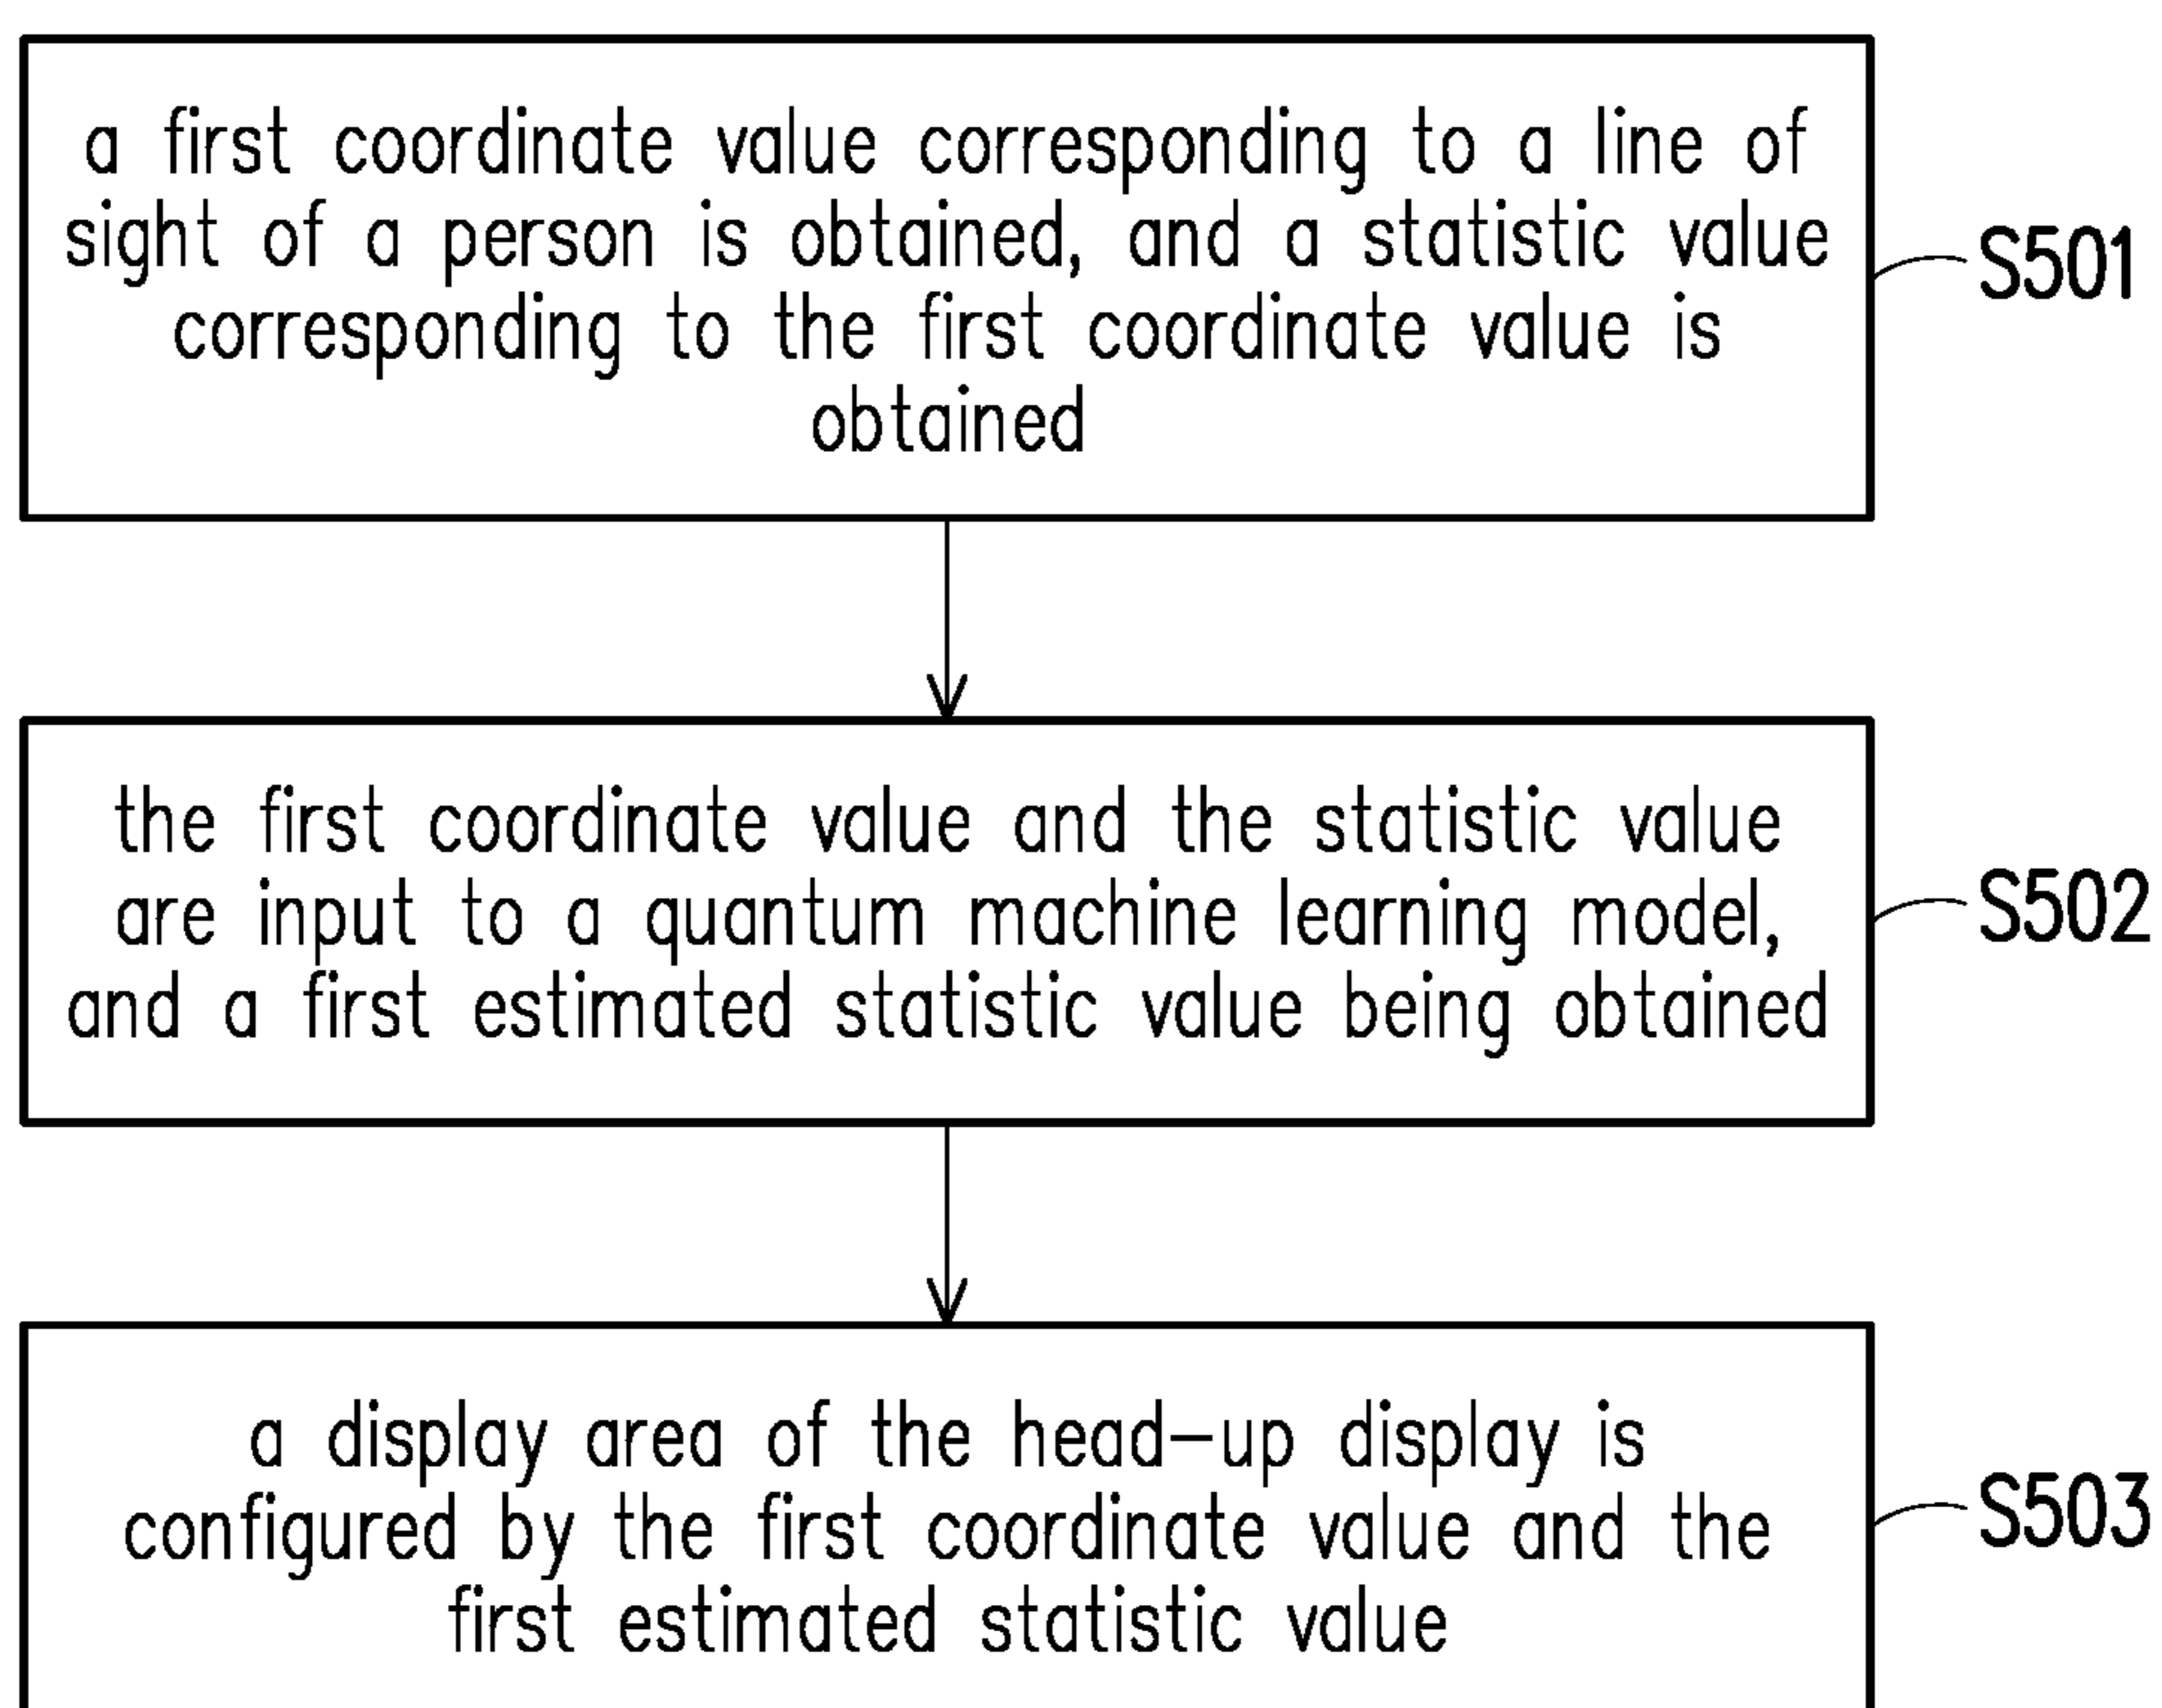 a first coordinate value corresponding to a line of
sight of a person is obtained, and a statistic value
corresponding to the first coordinate value is
obtained
S501
the first coordinate value and the statistic value
are input to a quantum machine learning model,
and a first estimated statistic value being obtained
S502
a display area of the head-up display is
configured by the first coordinate value and the
first estimated statistic value
S503